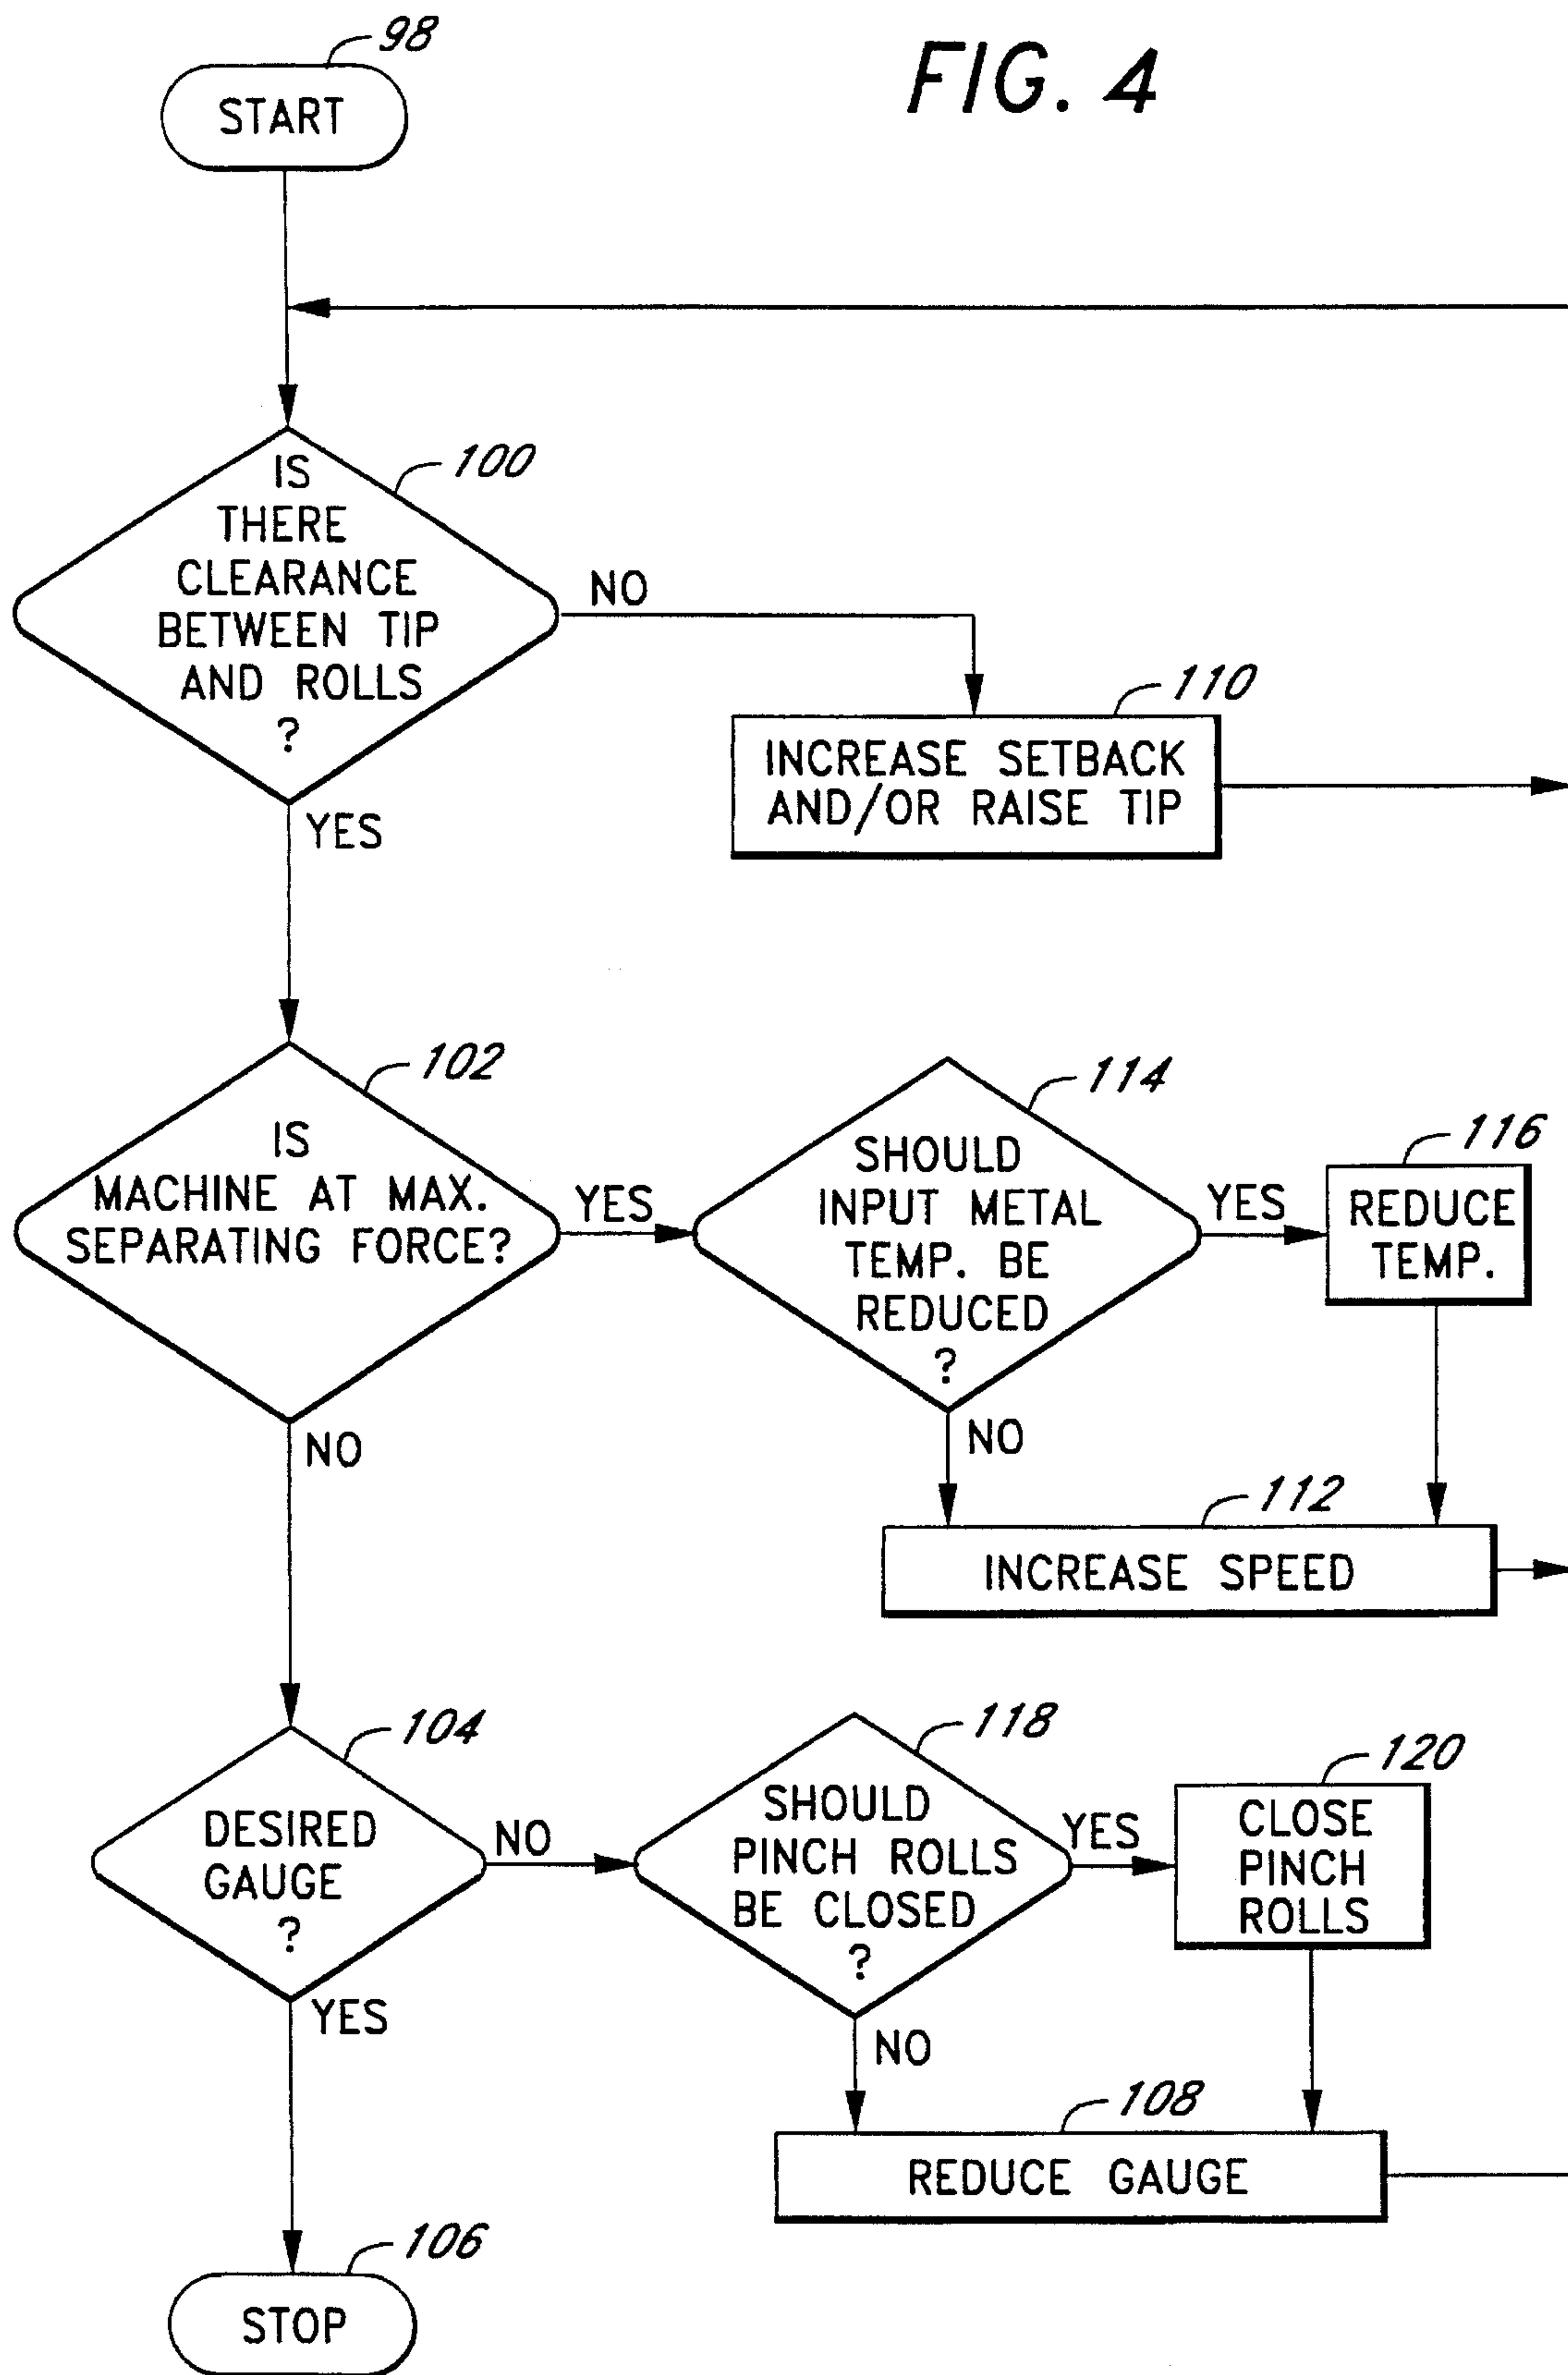 FIG. 4
98
START
100
IS
THERE
CLEARANCE
BETWEEN TIP
AND ROLLS
?
NO
YES
110
INCREASE SETBACK
AND/OR RAISE TIP
102
IS
MACHINE AT MAX.
SEPARATING FORCE?
YES
NO
114
SHOULD
INPUT METAL
TEMP. BE
REDUCED
?
YES
NO
116
REDUCE
TEMP.
112
INCREASE SPEED
104
DESIRED
GAUGE
?
NO
YES
118
SHOULD
PINCH ROLLS
BE CLOSED
?
YES
NO
120
CLOSE
PINCH
ROLLS
108
REDUCE GAUGE
106
STOP